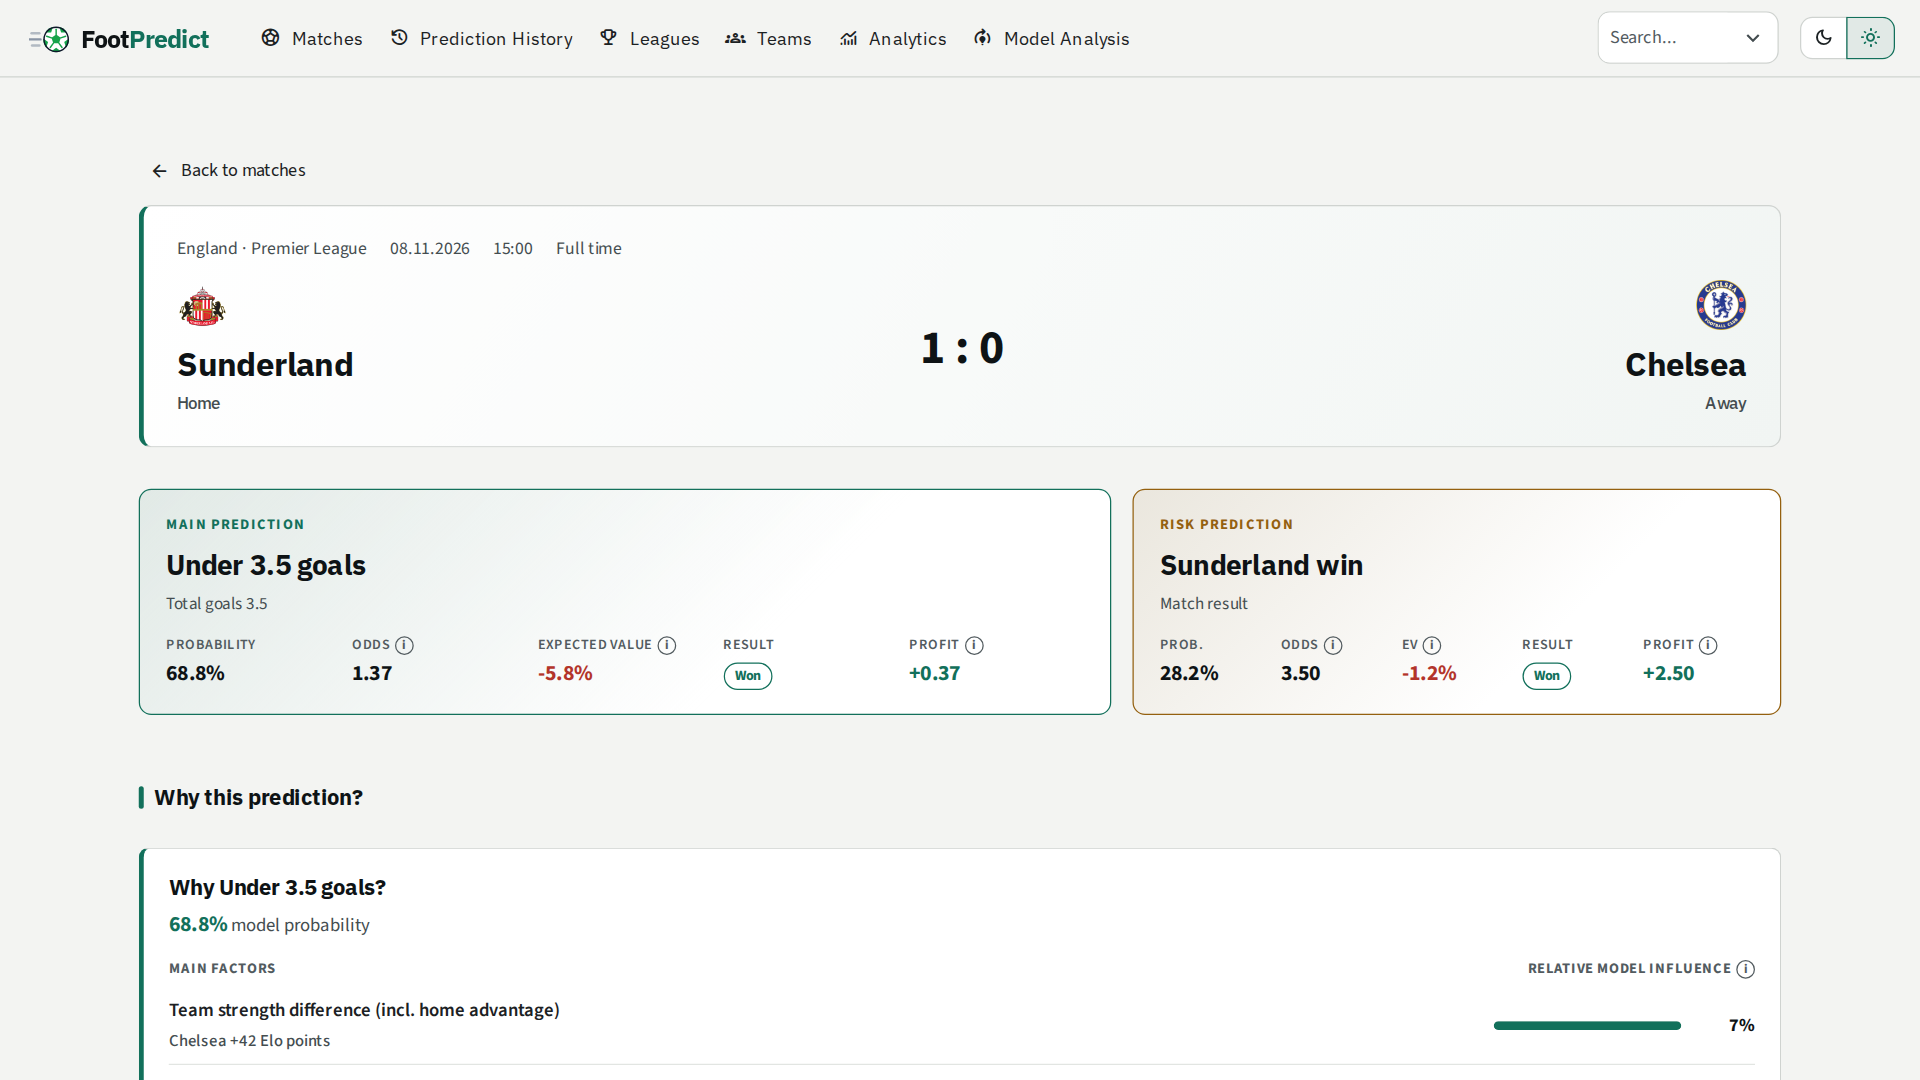 FootPredict
Matches
Prediction History
Leagues
Teams
Analytics
Model Analysis
Search...
Back to matches
England · Premier League 08.11.2026 15:00 Full time
Sunderland
Home
1 : 0
CHELSEA
FOOTBALL CLUB
Chelsea
Away
MAIN PREDICTION
Under 3.5 goals
Total goals 3.5
PROBABILITY ODDS EXPECTED VALUE RESULT PROFIT
68.8% 1.37 -5.8% Won +0.37
RISK PREDICTION
Sunderland win
Match result
PROB. ODDS EV RESULT PROFIT
28.2% 3.50 -1.2% Won +2.50
Why this prediction?
Why Under 3.5 goals?
68.8% model probability
MAIN FACTORS RELATIVE MODEL INFLUENCE
Team strength difference (incl. home advantage)
Chelsea +42 Elo points
7%